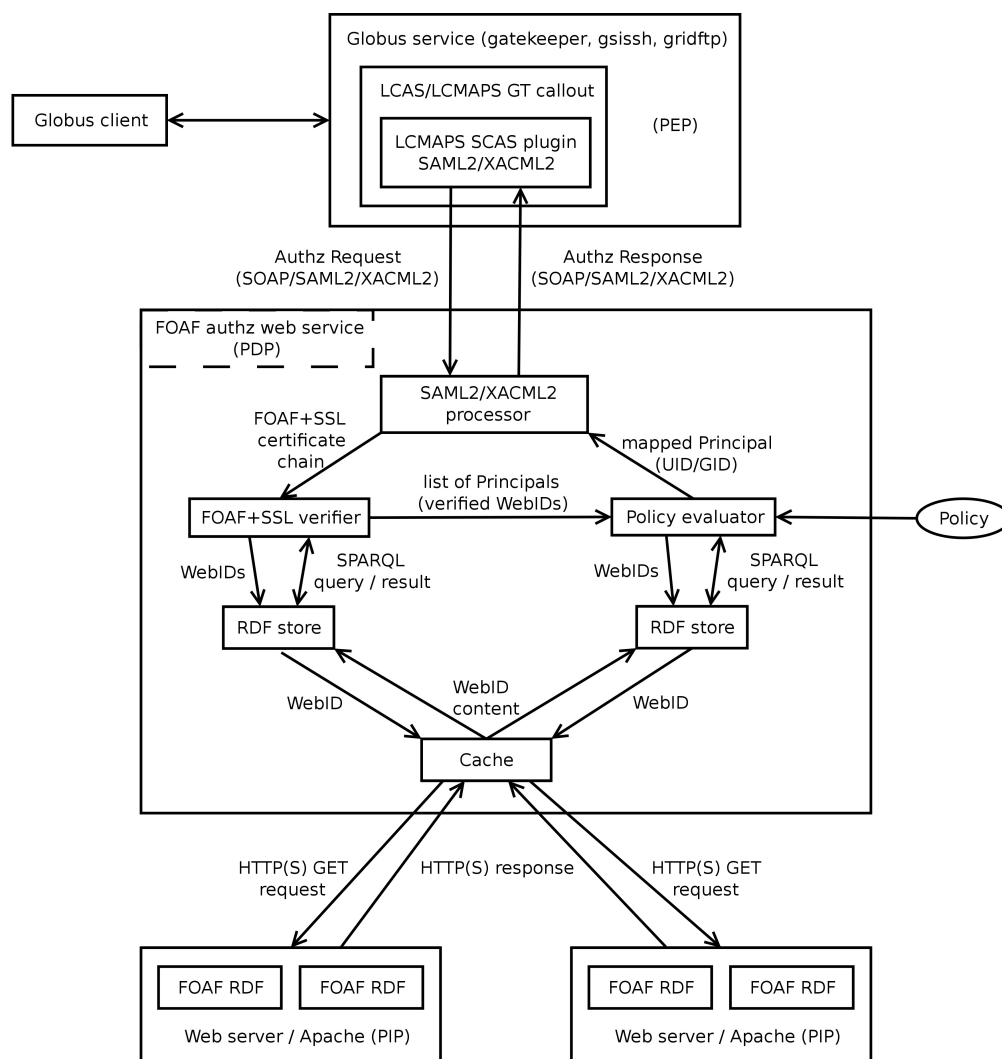 Globus service (gatekeeper, gsissh, gridftp)
LCAS/LCMAPS GT callout
Globus client
(PEP)
LCMAPS SCAS plugin
SAML2/XACML2
Authz Request
(SOAP/SAML2/XACML2)
Authz Response
(SOAP/SAML2/XACML2)
FOAF authz web service
(PDP)
SAML2/XACML2
processor
FOAF+SSL
certificate
chain
mapped Principal
(UID/GID)
list of Principals
(verified WebIDs)
FOAF+SSL verifier
Policy evaluator
Policy
WebIDs
SPARQL
query / result
WebIDs
SPARQL
query / result
RDF store
RDF store
WebID
WebID
content
WebID
Cache
HTTP(S) GET
request
HTTP(S) response
HTTP(S) GET
request
FOAF RDF
FOAF RDF
Web server / Apache (PIP)
FOAF RDF
FOAF RDF
Web server / Apache (PIP)